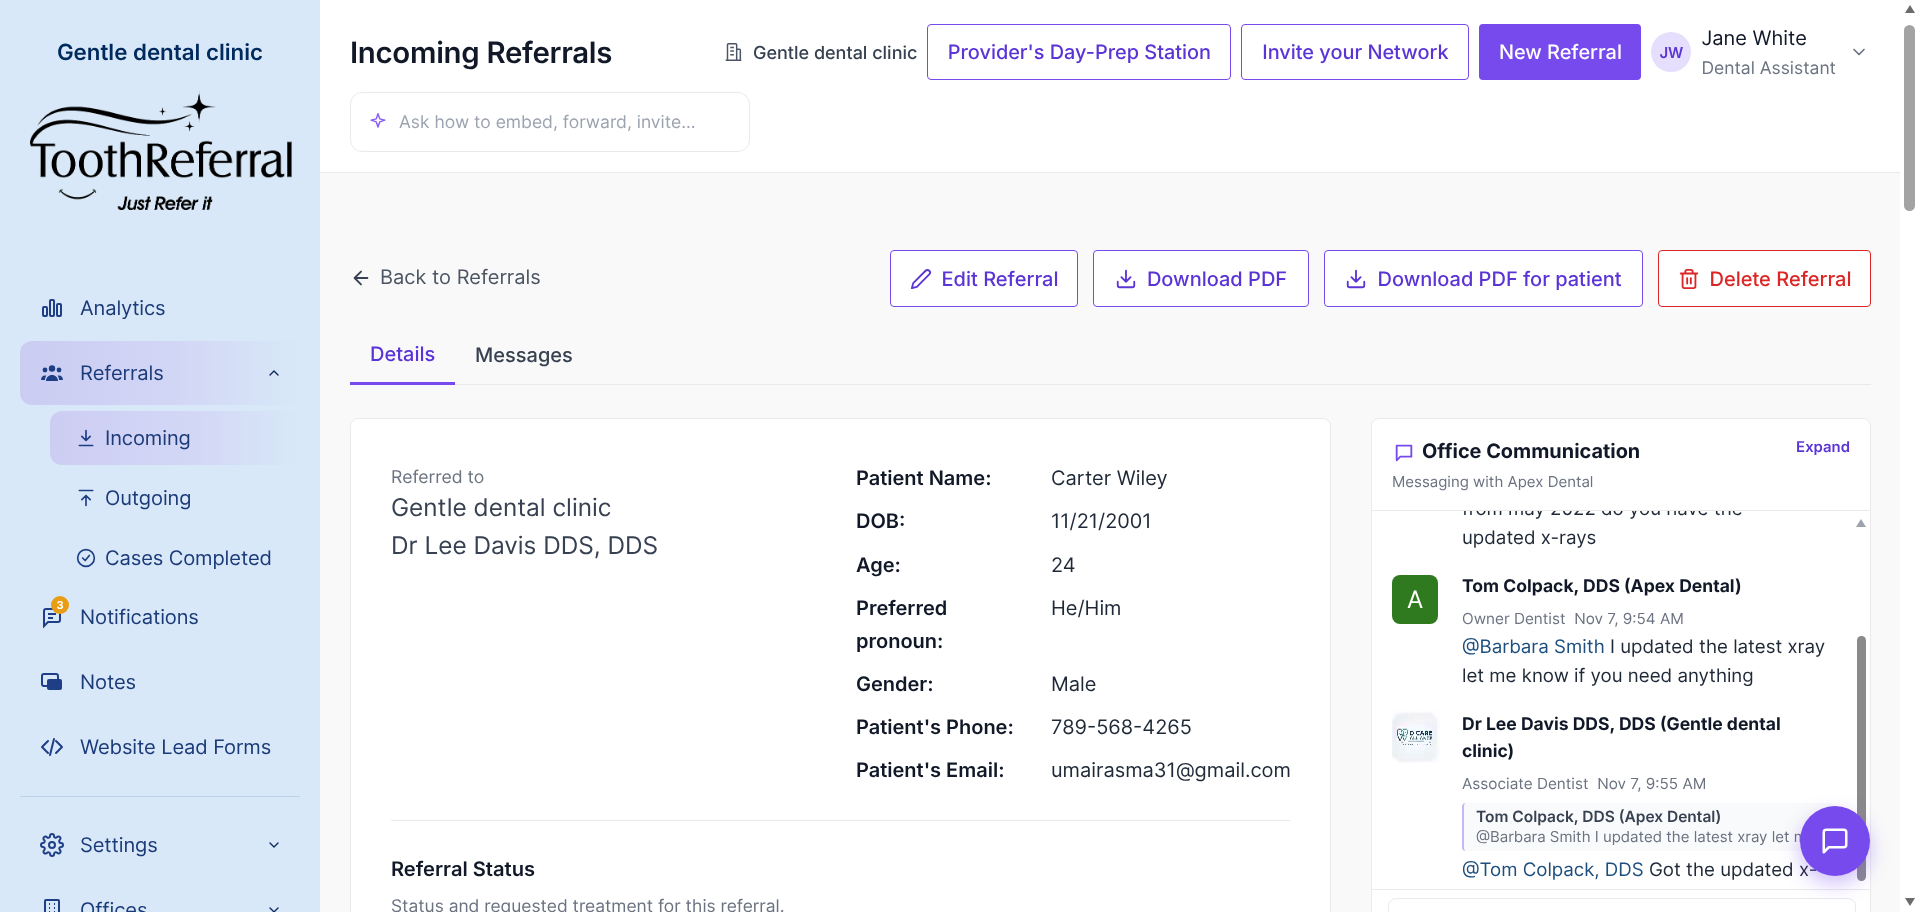 Gentle dental clinic
ToothReferral
Just Refer it
Analytics
Referrals
Incoming
Outgoing
Cases Completed
3
Notifications
Notes
Website Lead Forms
Settings
Offices
Incoming Referrals
Gentle dental clinic
Provider's Day-Prep Station
Invite your Network
New Referral
JW
Jane White
Dental Assistant
Ask how to embed, forward, invite...
Back to Referrals
Edit Referral
Download PDF
Download PDF for patient
Delete Referral
Details
Messages
Referred to
Gentle dental clinic
Dr Lee Davis DDS, DDS
Patient Name: Carter Wiley
DOB: 11/21/2001
Age: 24
Preferred pronoun: He/Him
Gender: Male
Patient's Phone: 789-568-4265
Patient's Email: umairasma31@gmail.com
Referral Status
Status and requested treatment for this referral.
Office Communication
Expand
Messaging with Apex Dental
from may 2022 do you have the
updated x-rays
A
Tom Colpack, DDS (Apex Dental)
Owner Dentist Nov 7, 9:54 AM
@Barbara Smith I updated the latest xray
let me know if you need anything
D CARE
Dr Lee Davis DDS, DDS (Gentle dental
clinic)
Associate Dentist Nov 7, 9:55 AM
Tom Colpack, DDS (Apex Dental)
@Barbara Smith I updated the latest xray let
@Tom Colpack, DDS Got the updated x-